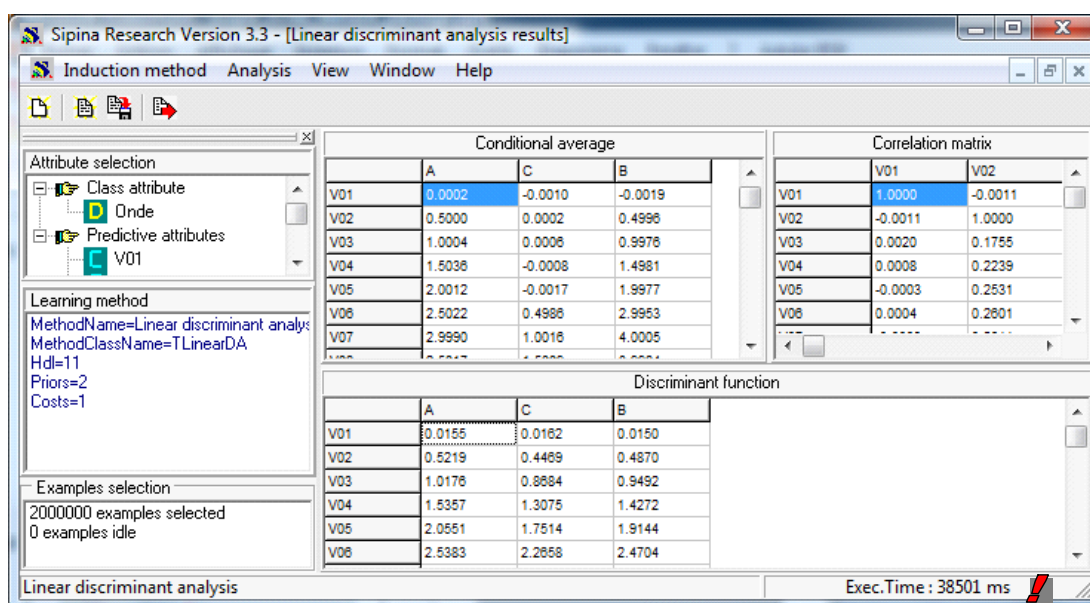 Sipina Research Version 3.3 - [Linear discriminant analysis results]
Induction method Analysis View Window Help
Attribute selection
Class attribute
D Onde
Predictive attributes
C V01
Learning method
MethodName=Linear discriminant analys
MethodClassName=TLinearDA
Hdl=11
Priors=2
Costs=1
Examples selection
2000000 examples selected
0 examples idle
Conditional average
A C B
V01 0.0002 -0.0010 -0.0019
V02 0.5000 0.0002 0.4996
V03 1.0004 0.0006 0.9976
V04 1.5036 -0.0008 1.4981
V05 2.0012 -0.0017 1.9977
V06 2.5022 0.4986 2.9953
V07 2.9990 1.0016 4.0005
Correlation matrix
V01 V02
V01 1.0000 -0.0011
V02 -0.0011 1.0000
V03 0.0020 0.1755
V04 0.0008 0.2239
V05 -0.0003 0.2531
V06 0.0004 0.2601
Discriminant function
A C B
V01 0.0155 0.0162 0.0150
V02 0.5219 0.4469 0.4870
V03 1.0176 0.8684 0.9492
V04 1.5357 1.3075 1.4272
V05 2.0551 1.7514 1.9144
V06 2.5383 2.2658 2.4704
Linear discriminant analysis
Exec.Time : 38501 ms